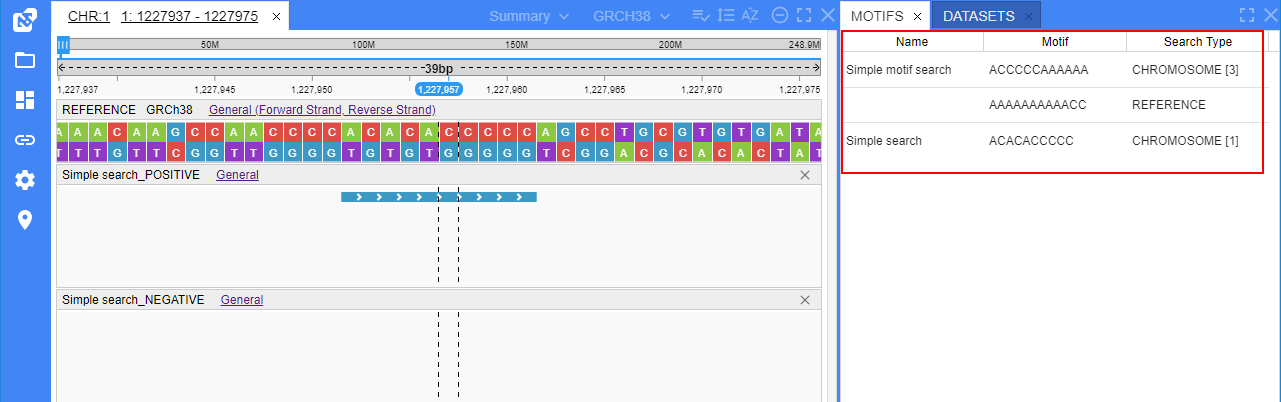 CHR:1 1: 1227937 - 1227975 × Summary GRCH38
50M 100M 150M 200M 248.9M
39bp
1,227,937 1,227,945 1,227,950 1,227,957 1,227,960 1,227,965 1,227,970 1,227,975
REFERENCE GRCh38 General (Forward Strand, Reverse Strand)
A A A C A A G C C A A C C C C A C A C A C C C C C A G C C T G C G T G T G A T A
T T T G T T C G G T T G G G G T G T G T G G G G G T C G G A C G C A C A C T A T
Simple search_POSITIVE General
Simple search_NEGATIVE General
MOTIFS × DATASETS ×
Name Motif Search Type
Simple motif search ACCCCCAAAAAA CHROMOSOME [3]
AAAAAAAAAACC REFERENCE
Simple search ACACACCCCC CHROMOSOME [1]